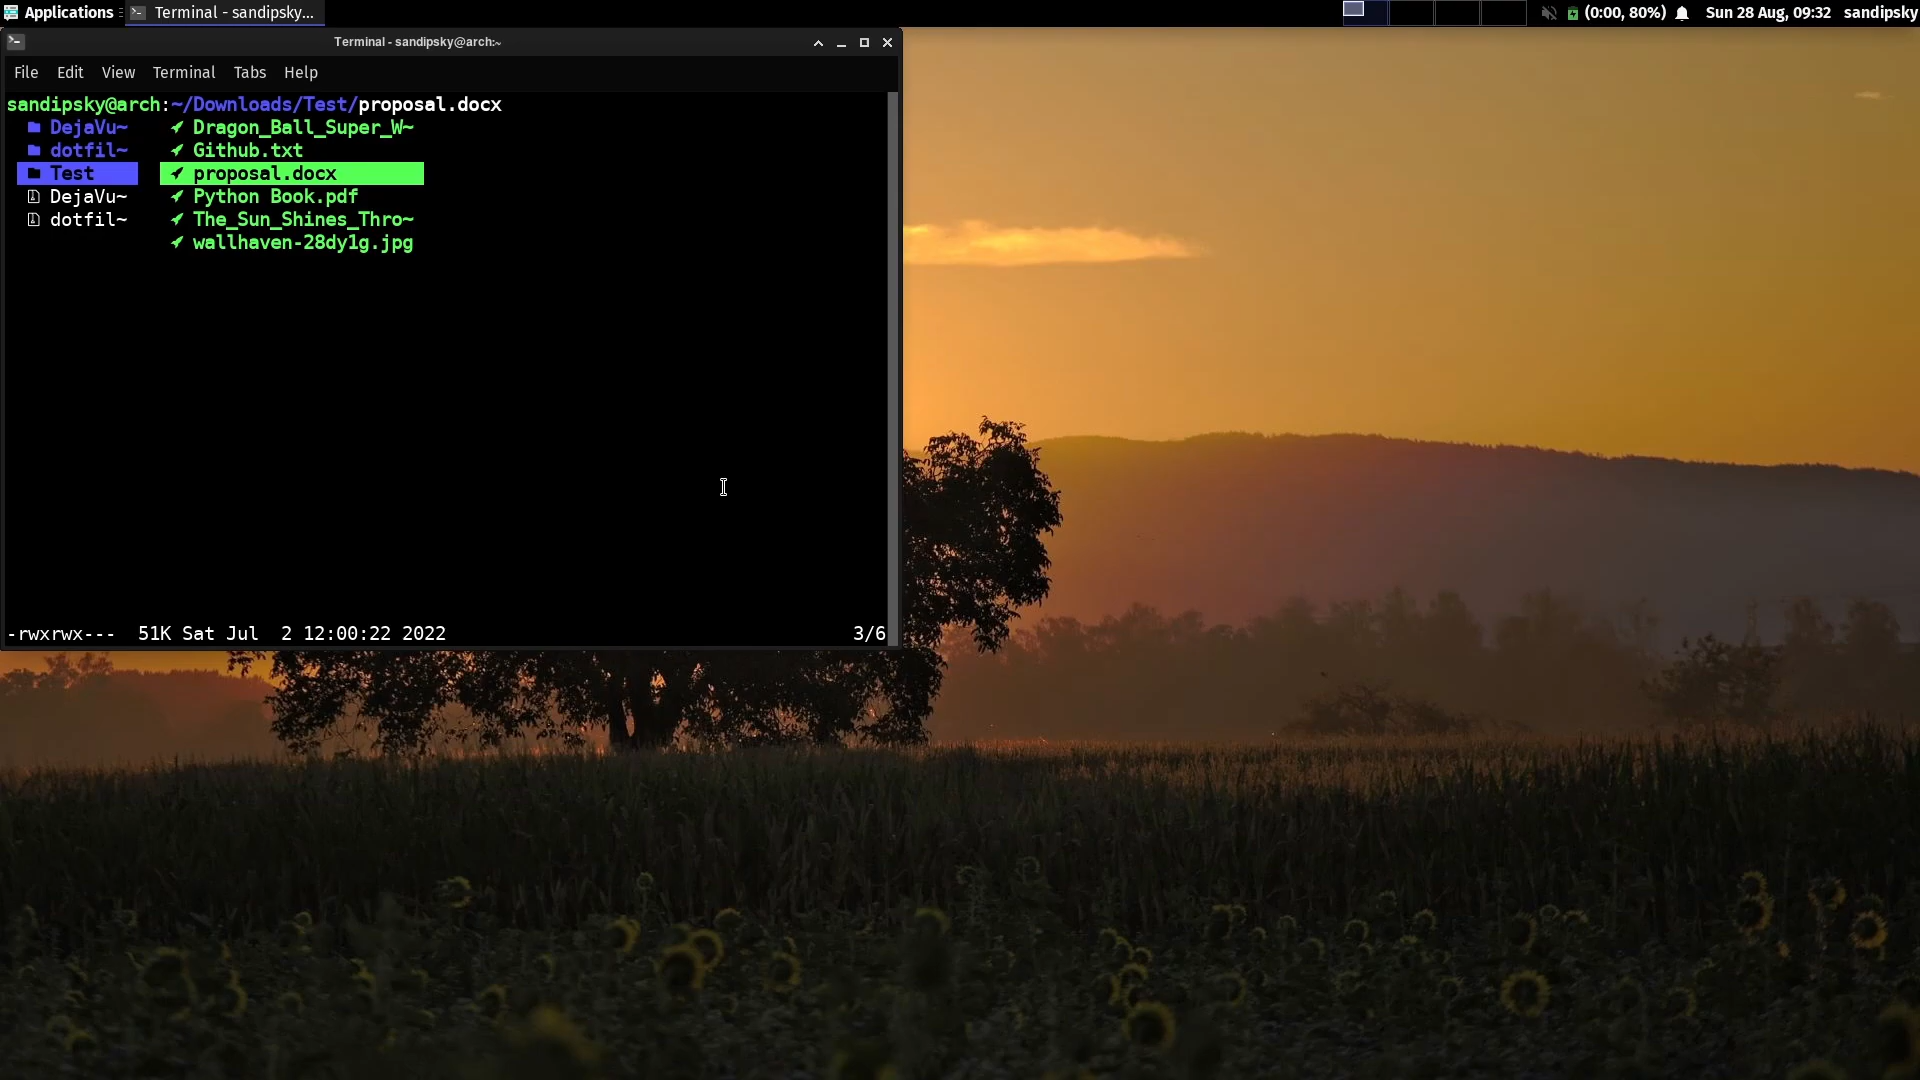 Applications Terminal - sandipsky... (0:00, 80%) Sun 28 Aug, 09:32 sandipsky
Terminal - sandipsky@arch:~
File Edit View Terminal Tabs Help
sandipsky@arch:~/Downloads/Test/proposal.docx
DejaVu~ Dragon_Ball_Super_W~
dotfil~ Github.txt
Test proposal.docx
DejaVu~ Python Book.pdf
dotfil~ The_Sun_Shines_Thro~
wallhaven-28dy1g.jpg
-rwxrwx--- 51K Sat Jul 2 12:00:22 2022 3/6